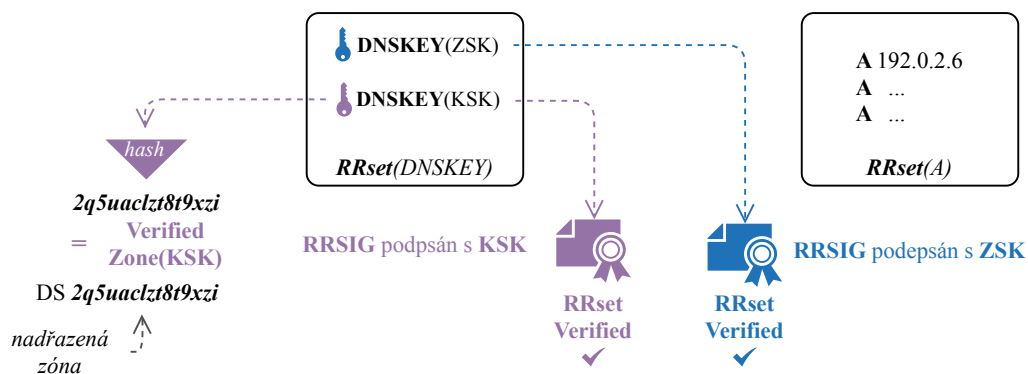 DNSKEY(ZSK)
DNSKEY(KSK)
RRset(DNSKEY)
A 192.0.2.6
A ...
A ...
RRset(A)
hash
2q5uaclzt8t9xzi
= Verified
Zone(KSK)
DS 2q5uaclzt8t9xzi
nadřazená
zóna
RRSIG podpsán s KSK
RRset
Verified
RRSIG podepsán s ZSK
RRset
Verified